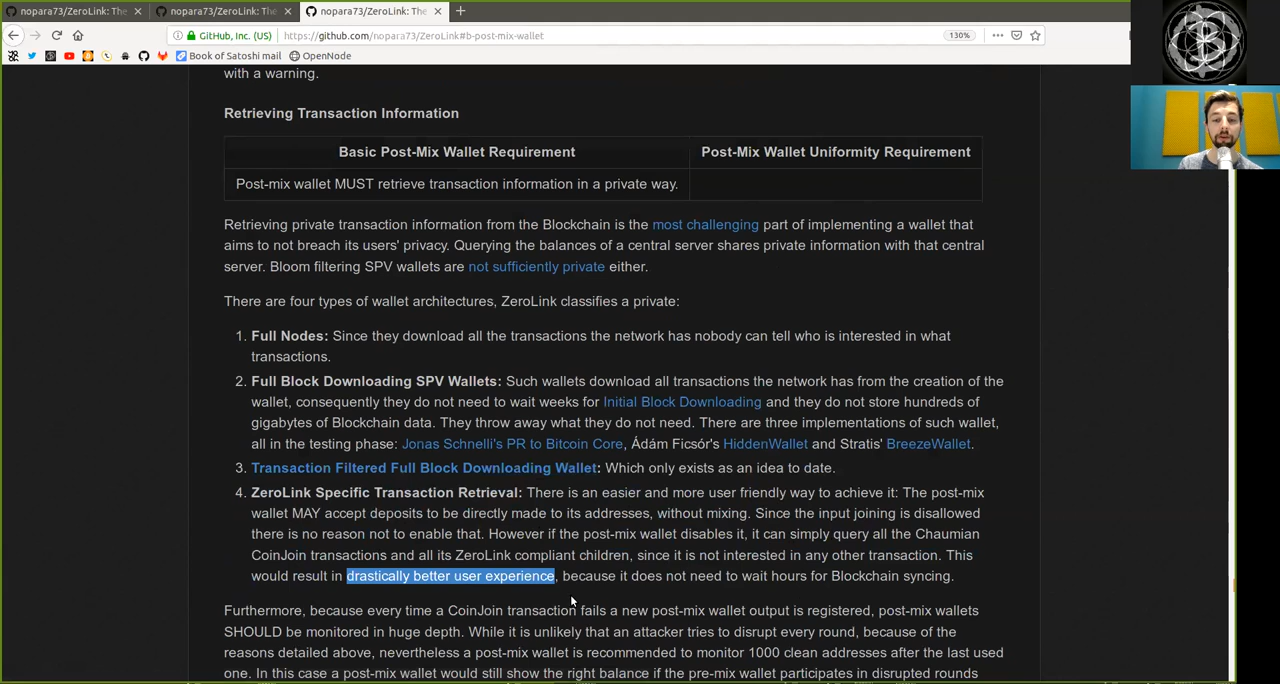 nopara73/ZeroLink: The
nopara73/ZeroLink: The
nopara73/ZeroLink: The
GitHub, Inc. (US)
https://github.com/nopara73/ZeroLink#b-post-mix-wallet
130%
Book of Satoshi mail
OpenNode
with a warning.
Retrieving Transaction Information
Basic Post-Mix Wallet Requirement
Post-Mix Wallet Uniformity Requirement
Post-mix wallet MUST retrieve transaction information in a private way.
Retrieving private transaction information from the Blockchain is the most challenging part of implementing a wallet that
aims to not breach its users' privacy. Querying the balances of a central server shares private information with that central
server. Bloom filtering SPV wallets are not sufficiently private either.
There are four types of wallet architectures, ZeroLink classifies a private:
1. Full Nodes: Since they download all the transactions the network has nobody can tell who is interested in what
transactions.
2. Full Block Downloading SPV Wallets: Such wallets download all transactions the network has from the creation of the
wallet, consequently they do not need to wait weeks for Initial Block Downloading and they do not store hundreds of
gigabytes of Blockchain data. They throw away what they do not need. There are three implementations of such wallet,
all in the testing phase: Jonas Schnelli's PR to Bitcoin Core, Ádám Ficsór's HiddenWallet and Stratis' BreezeWallet.
3. Transaction Filtered Full Block Downloading Wallet: Which only exists as an idea to date.
4. ZeroLink Specific Transaction Retrieval: There is an easier and more user friendly way to achieve it: The post-mix
wallet MAY accept deposits to be directly made to its addresses, without mixing. Since the input joining is disallowed
there is no reason not to enable that. However if the post-mix wallet disables it, it can simply query all the Chaumian
CoinJoin transactions and all its ZeroLink compliant children, since it is not interested in any other transaction. This
would result in drastically better user experience, because it does not need to wait hours for Blockchain syncing.
Furthermore, because every time a CoinJoin transaction fails a new post-mix wallet output is registered, post-mix wallets
SHOULD be monitored in huge depth. While it is unlikely that an attacker tries to disrupt every round, because of the
reasons detailed above, nevertheless a post-mix wallet is recommended to monitor 1000 clean addresses after the last used
one. In this case a post-mix wallet would still show the right balance if the pre-mix wallet participates in disrupted rounds